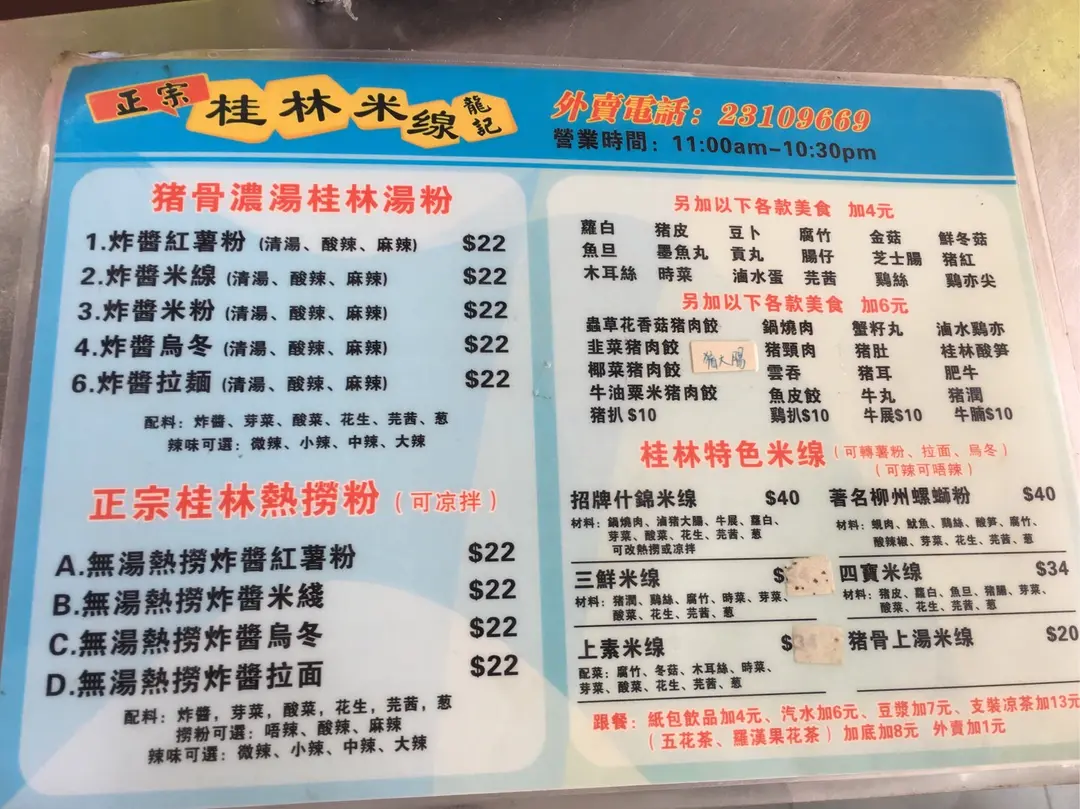 正宗 桂林米線 龍記
外賣電話：23109669
營業時間：11:00am-10:30pm
猪骨濃湯桂林湯粉
1.炸醬紅薯粉 (清湯、酸辣、麻辣) $22
2.炸醬米線 (清湯、酸辣、麻辣) $22
3.炸醬米粉 (清湯、酸辣、麻辣) $22
4.炸醬烏冬 (清湯、酸辣、麻辣) $22
6.炸醬拉麵 (清湯、酸辣、麻辣) $22
配料：炸醬、芽菜、酸菜、花生、芫茜、葱
辣味可選：微辣、小辣、中辣、大辣
正宗桂林熱撈粉 (可凉拌)
A.無湯熱撈炸醬紅薯粉 $22
B.無湯熱撈炸醬米綫 $22
C.無湯熱撈炸醬烏冬 $22
D.無湯熱撈炸醬拉面 $22
配料：炸醬，芽菜，酸菜，花生，芫茜，葱
撈粉可選：唔辣、酸辣、麻辣
辣味可選：微辣、小辣、中辣、大辣
另加以下各款美食 加4元
蘿白 猪皮 豆卜 腐竹 金菇 鮮冬菇
魚旦 墨魚丸 貢丸 腸仔 芝士腸 猪紅
木耳絲 時菜 滷水蛋 芫茜 鷄絲 鷄亦尖
另加以下各款美食 加6元
蟲草花香菇猪肉餃 鍋燒肉 蟹籽丸 滷水鷄亦
韭菜猪肉餃 猪大腸 猪頸肉 猪肚 桂林酸笋
椰菜猪肉餃 雲吞 猪耳 肥牛
牛油粟米猪肉餃 魚皮餃 牛丸 猪潤
猪扒 $10 鷄扒$10 牛展$10 牛腩$10
桂林特色米線 (可轉薯粉、拉面、烏冬)
(可辣可唔辣)
招牌什錦米線 $40
材料：鍋燒肉、滷猪大腸、牛展、蘿白、
芽菜、酸菜、花生、芫茜、葱
可改熱撈或凉拌
著名柳州螺螄粉 $40
材料：蜆肉、魷魚、鷄絲、酸笋、腐竹、
酸辣椒、芽菜、花生、芫茜、葱
三鮮米線 $
材料：猪潤、鷄絲、腐竹、時菜、芽菜、
酸菜、花生、芫茜、葱
四寶米線 $34
材料：猪皮、蘿白、魚旦、猪腸、芽菜、
酸菜、花生、芫茜、葱
上素米線 $34
配菜：腐竹、冬菇、木耳絲、時菜、
芽菜、酸菜、花生、芫茜、葱
猪骨上湯米線 $20
跟餐：紙包飲品加4元、汽水加6元、豆漿加7元、支裝凉茶加13元
(五花茶、羅漢果花茶) 加底加8元 外賣加1元